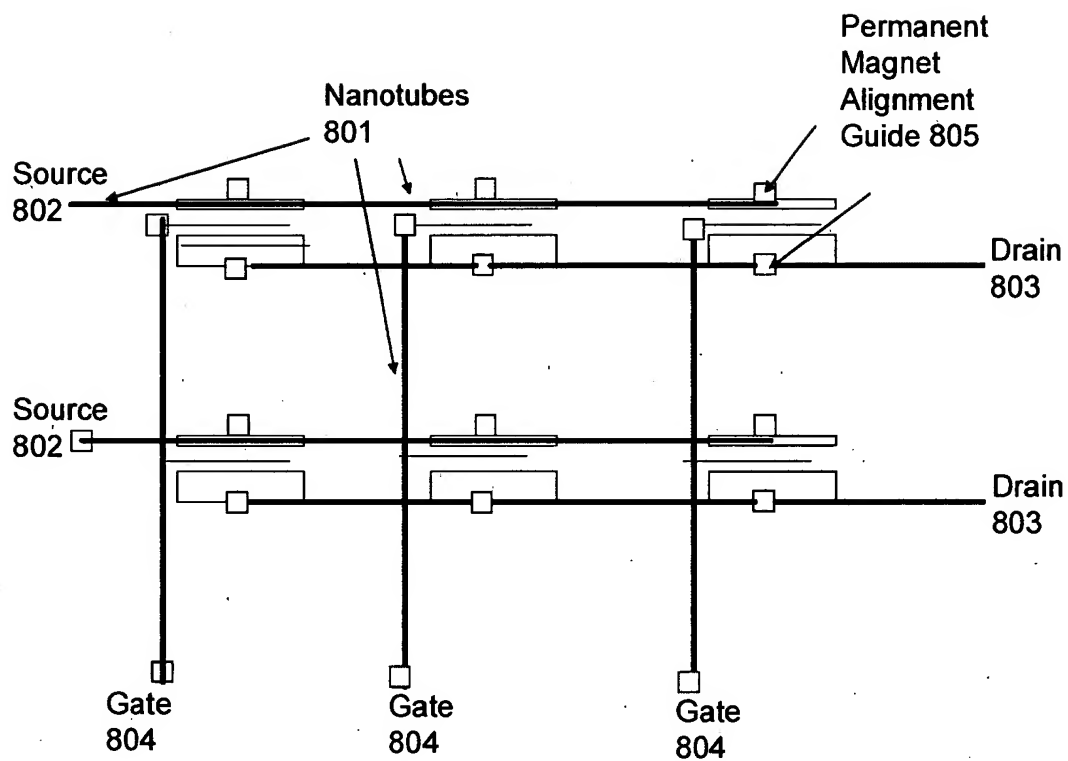 Permanent
Magnet
Alignment
Guide 805
Nanotubes
801
Source
802
Drain
803
Source
802
Drain
803
Gate
804
Gate
804
Gate
804